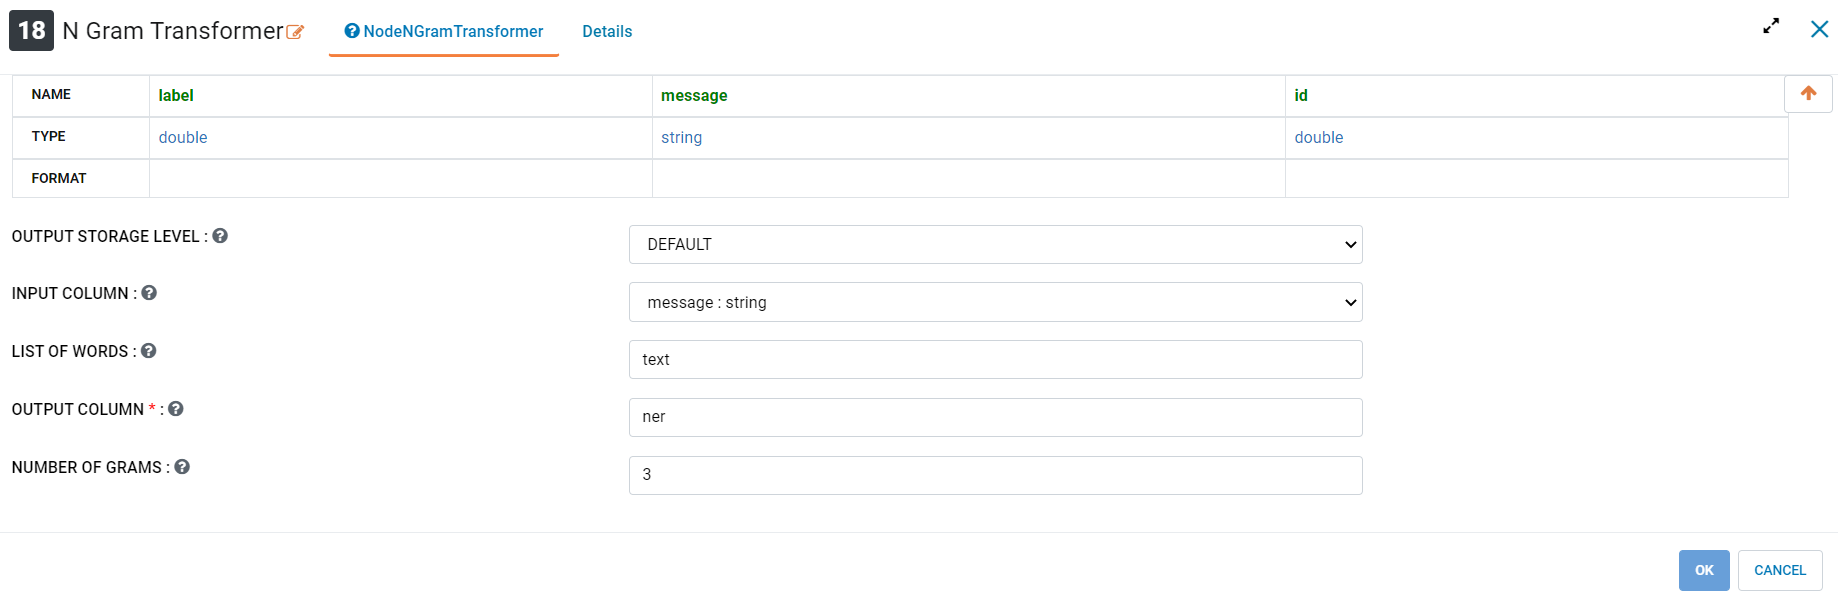 18 N Gram Transformer NodeNGramTransformer Details
NAME label message id
TYPE double string double
FORMAT
OUTPUT STORAGE LEVEL : DEFAULT
INPUT COLUMN : message : string
LIST OF WORDS : text
OUTPUT COLUMN * : ner
NUMBER OF GRAMS : 3
OK CANCEL